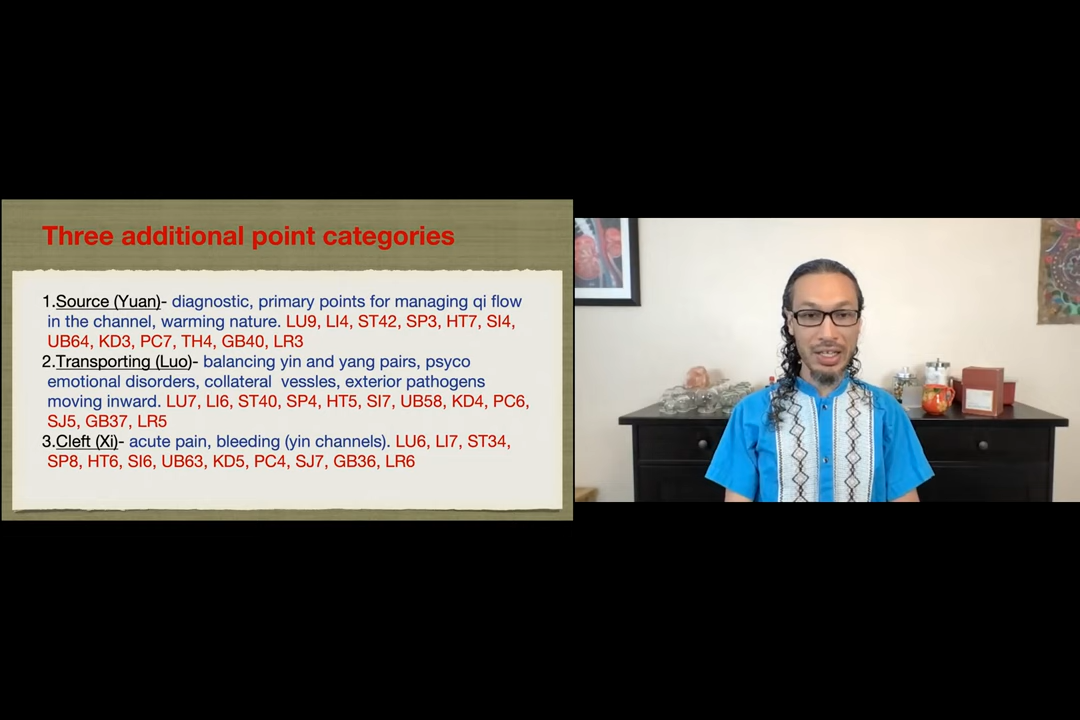 Three additional point categories
1.Source (Yuan)- diagnostic, primary points for managing qi flow
in the channel, warming nature. LU9, LI4, ST42, SP3, HT7, SI4,
UB64, KD3, PC7, TH4, GB40, LR3
2.Transporting (Luo)- balancing yin and yang pairs, psyco
emotional disorders, collateral vessles, exterior pathogens
moving inward. LU7, LI6, ST40, SP4, HT5, SI7, UB58, KD4, PC6,
SJ5, GB37, LR5
3.Cleft (Xi)- acute pain, bleeding (yin channels). LU6, LI7, ST34,
SP8, HT6, SI6, UB63, KD5, PC4, SJ7, GB36, LR6